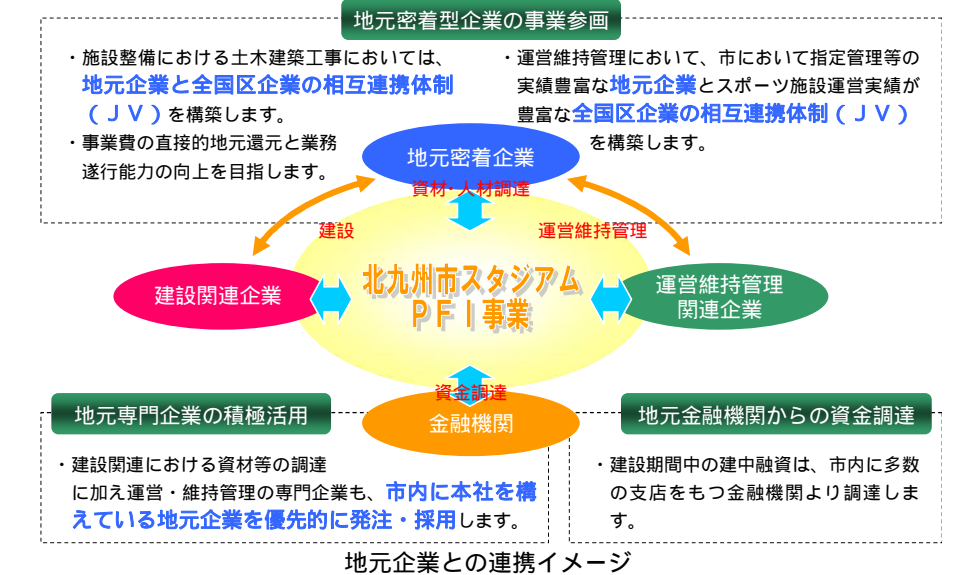 地元密着型企業の事業参画
・施設整備における土木建築工事においては、
地元企業と全国区企業の相互連携体制
(JV)を構築します。
・事業費の直接的地元還元と業務
遂行能力の向上を目指します。
・運営維持管理において、市において指定管理等の
実績豊富な地元企業とスポーツ施設運営実績が
豊富な全国区企業の相互連携体制(JV)
を構築します。
地元密着企業
資材・人材調達
建設
運営維持管理
建設関連企業
北九州市スタジアム
PFI事業
運営維持管理
関連企業
資金調達
金融機関
地元専門企業の積極活用
・建設関連における資材等の調達
に加え運営・維持管理の専門企業も、市内に本社を構
えている地元企業を優先的に発注・採用します。
地元金融機関からの資金調達
・建設期間中の建中融資は、市内に多数
の支店をもつ金融機関より調達しま
す。
地元企業との連携イメージ